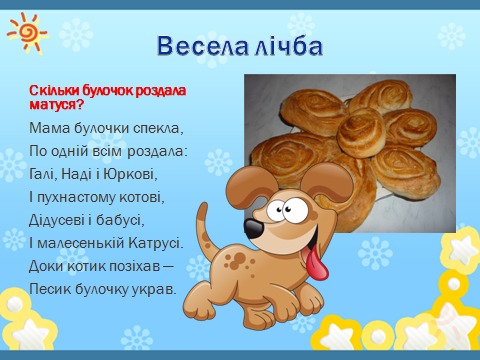 Весела лічба
Скільки булочок роздала
матуся?
Мама булочки спекла,
По одній всім роздала:
Галі, Наді і Юркові,
І пухнастому котові,
Дідусеві і бабусі,
І малесенькій Катрусі.
Доки котик позіхав —
Песик булочку украв.